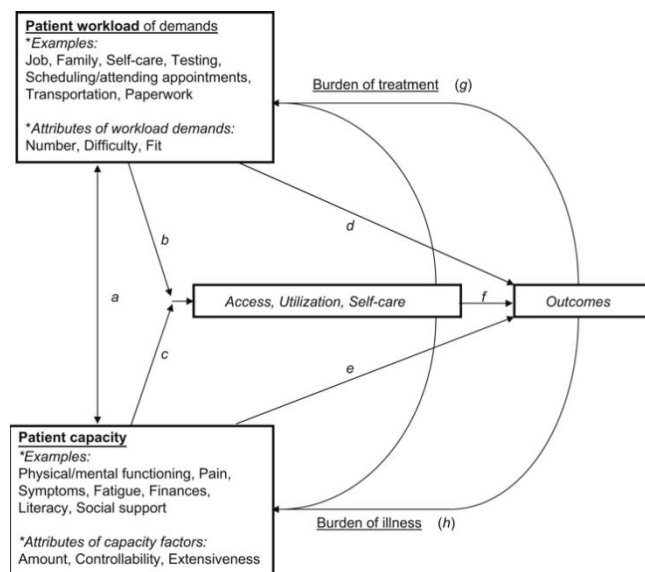 Patient workload of demands
*Examples:
Job, Family, Self-care, Testing,
Scheduling/attending appointments,
Transportation, Paperwork
*Attributes of workload demands:
Number, Difficulty, Fit
Burden of treatment (g)
b
d
a
Access, Utilization, Self-care
f
Outcomes
c
e
Patient capacity
*Examples:
Physical/mental functioning, Pain,
Symptoms, Fatigue, Finances,
Literacy, Social support
*Attributes of capacity factors:
Amount, Controllability, Extensiveness
Burden of illness (h)